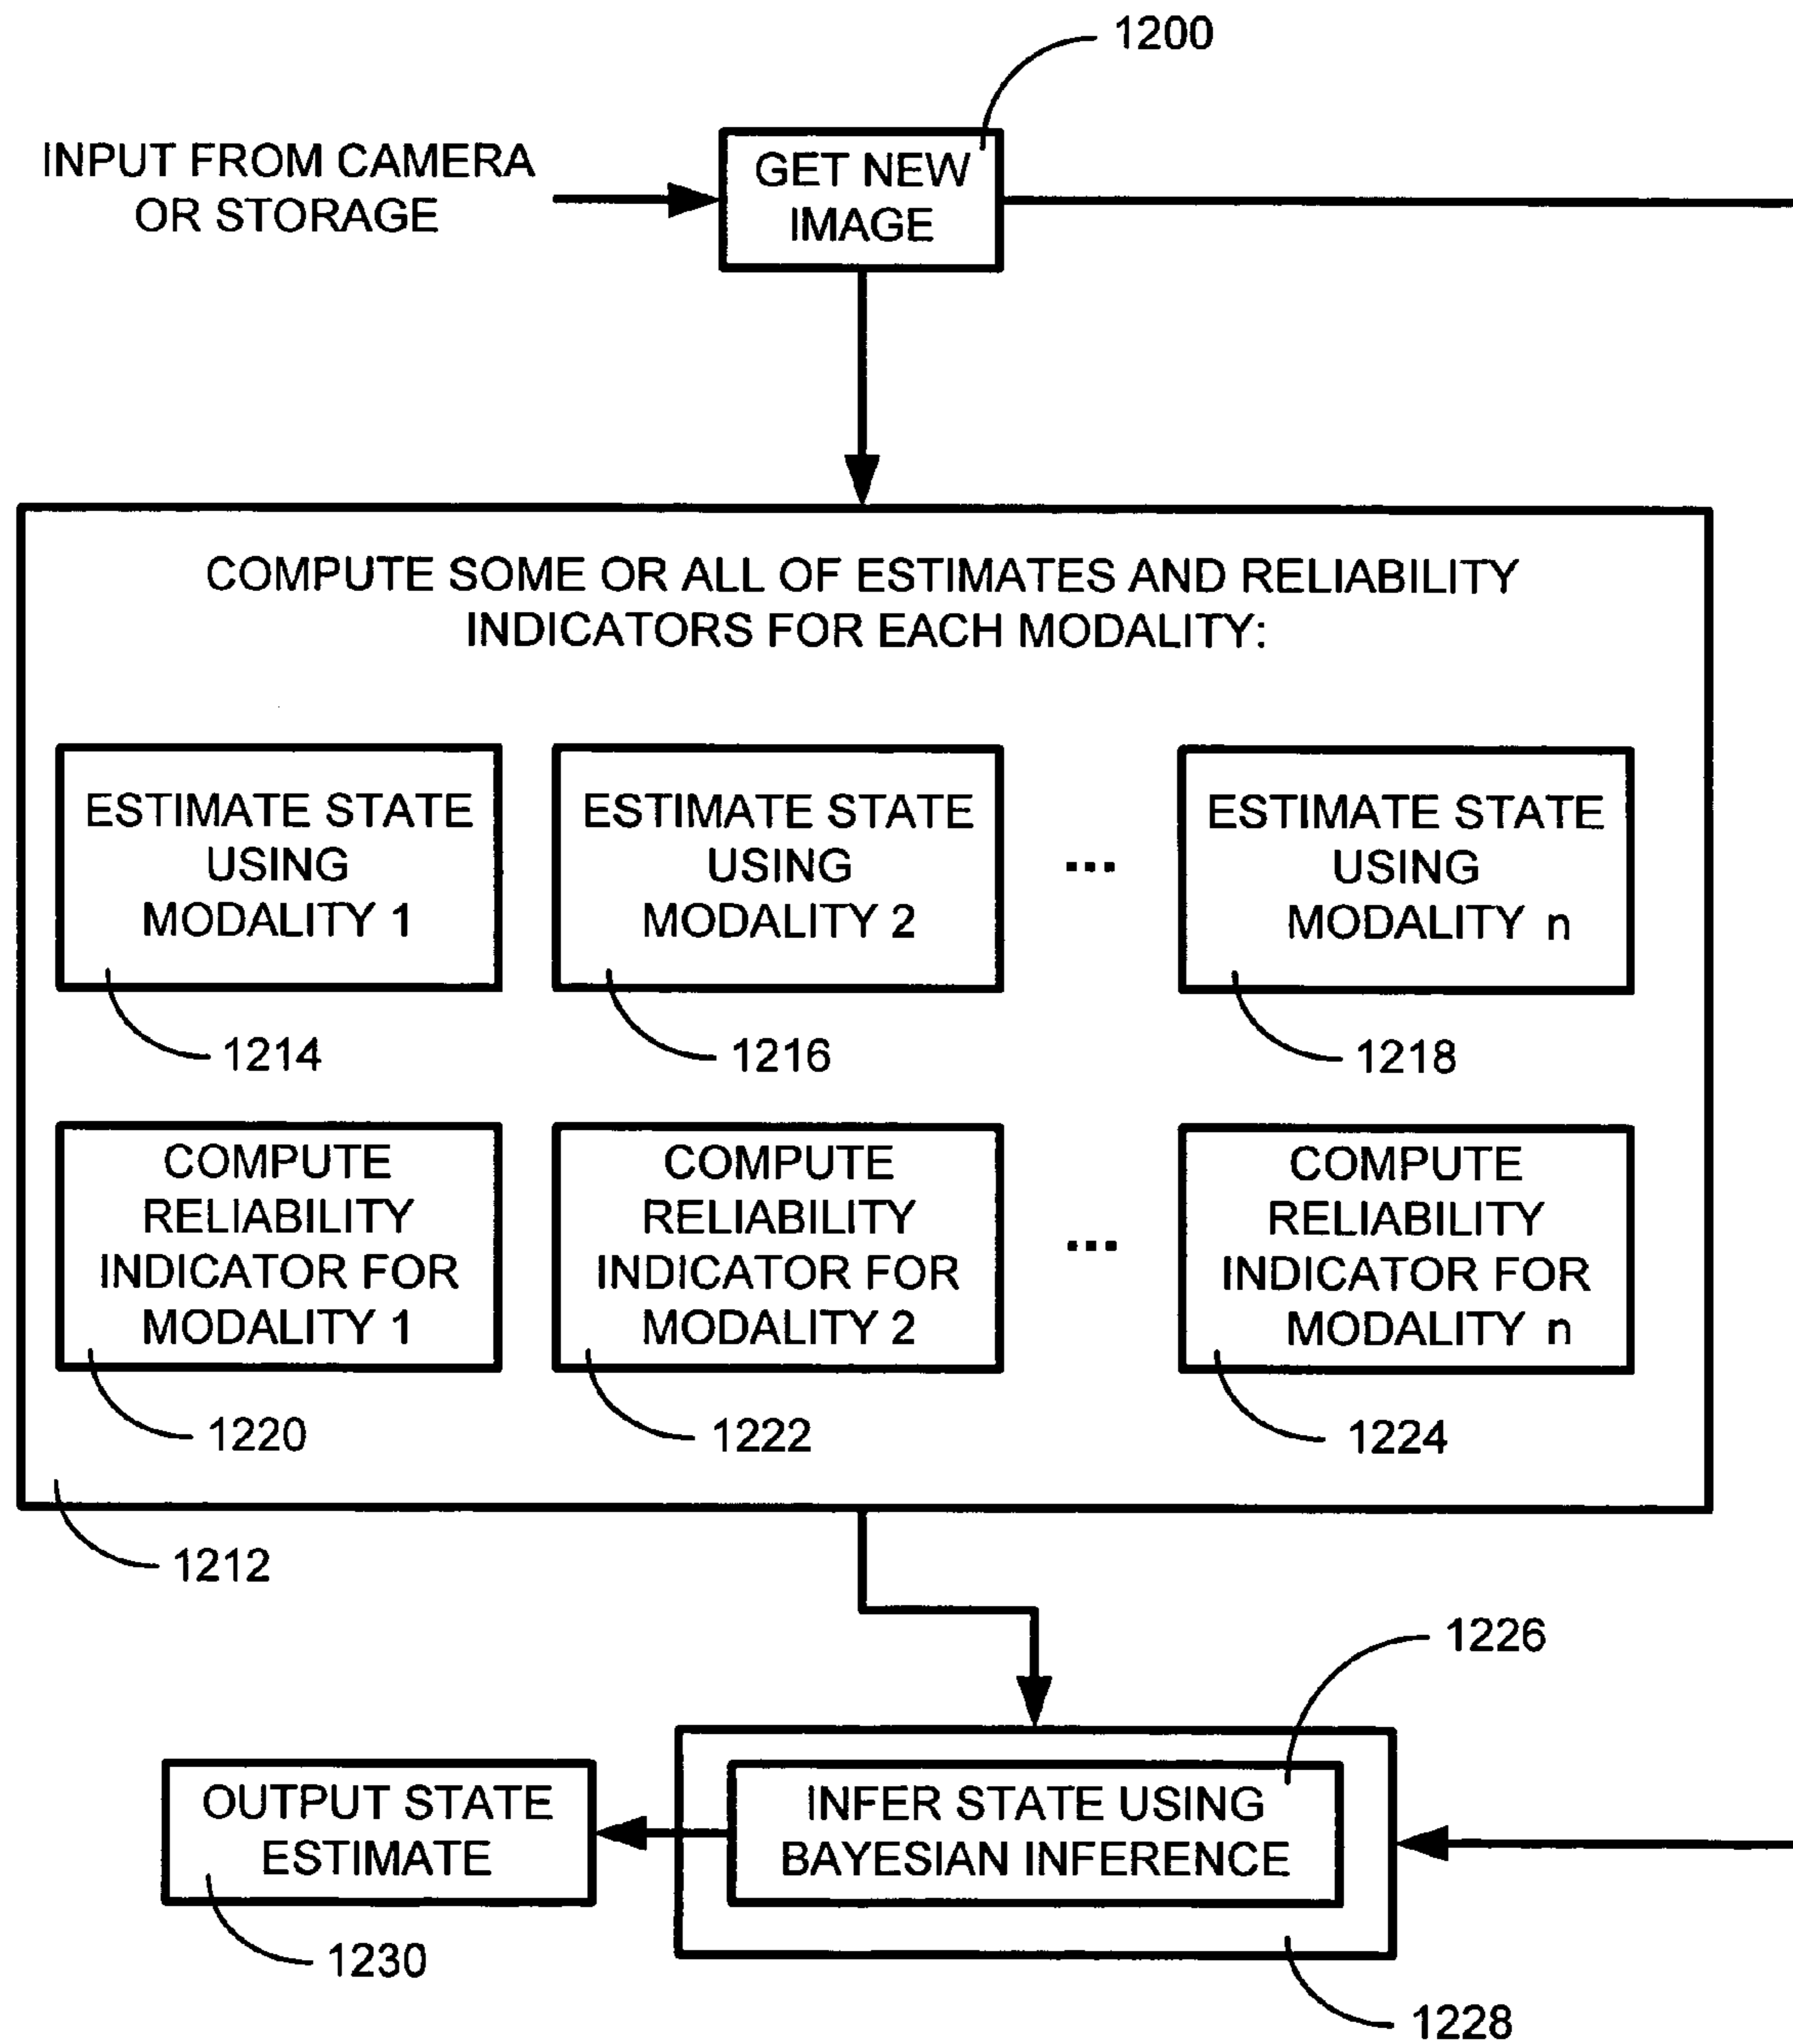 1200
INPUT FROM CAMERA
OR STORAGE
GET NEW
IMAGE
COMPUTE SOME OR ALL OF ESTIMATES AND RELIABILITY
INDICATORS FOR EACH MODALITY:
ESTIMATE STATE
USING
MODALITY 1
ESTIMATE STATE
USING
MODALITY 2
...
ESTIMATE STATE
USING
MODALITY n
1214
1216
1218
COMPUTE
RELIABILITY
INDICATOR FOR
MODALITY 1
COMPUTE
RELIABILITY
INDICATOR FOR
MODALITY 2
...
COMPUTE
RELIABILITY
INDICATOR FOR
MODALITY n
1220
1222
1224
1212
1226
OUTPUT STATE
ESTIMATE
INFER STATE USING
BAYESIAN INFERENCE
1230
1228